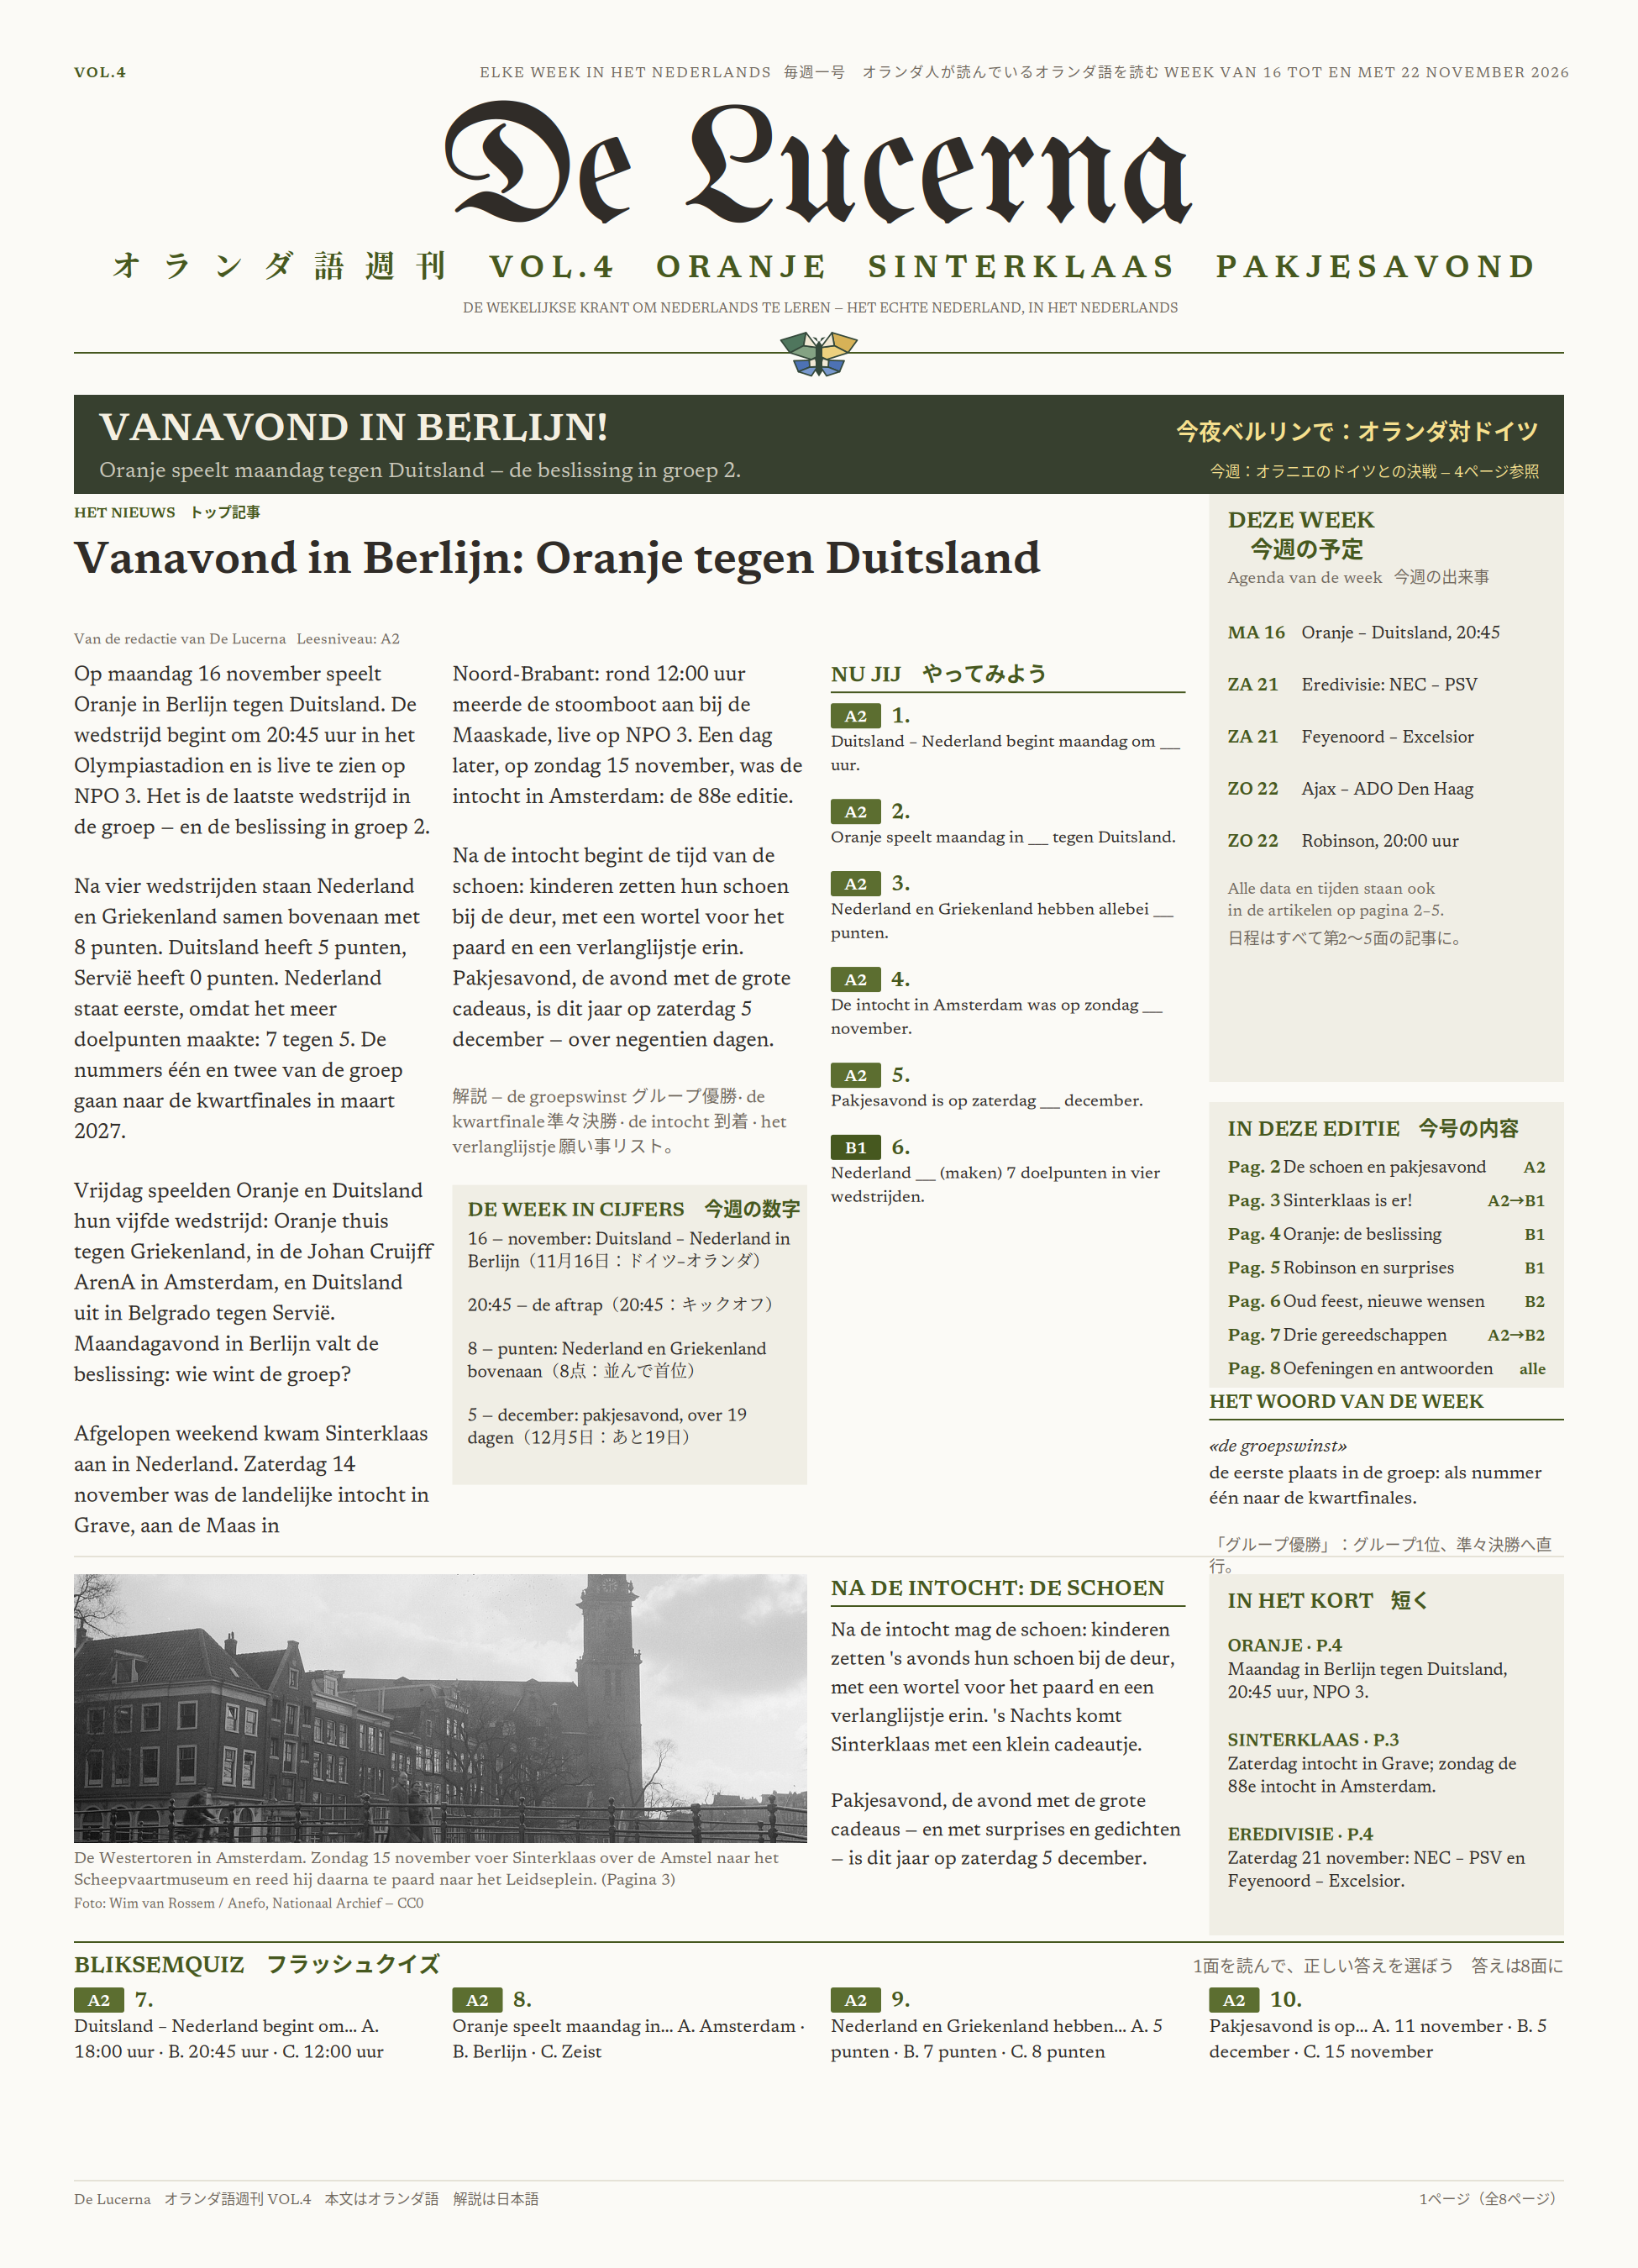 VOL.4
ELKE WEEK IN HET NEDERLANDS 毎週一号 オランダ人が読んでいるオランダ語を読む WEEK VAN 16 TOT EN MET 22 NOVEMBER 2026
De Lucerna
オランダ語週刊 VOL.4 ORANJE SINTERKLAAS PAKJESAVOND
DE WEKELIJKSE KRANT OM NEDERLANDS TE LEREN – HET ECHTE NEDERLAND, IN HET NEDERLANDS
VANAVOND IN BERLIJN!
今夜ベルリンで：オランダ対ドイツ
Oranje speelt maandag tegen Duitsland – de beslissing in groep 2.
今週：オラニエのドイツとの決戦 – 4ページ参照
HET NIEUWS トップ記事
Vanavond in Berlijn: Oranje tegen Duitsland
Van de redactie van De Lucerna Leesniveau: A2
Op maandag 16 november speelt
Oranje in Berlijn tegen Duitsland. De
wedstrijd begint om 20:45 uur in het
Olympiastadion en is live te zien op
NPO 3. Het is de laatste wedstrijd in
de groep – en de beslissing in groep 2.
Na vier wedstrijden staan Nederland
en Griekenland samen bovenaan met
8 punten. Duitsland heeft 5 punten,
Servië heeft 0 punten. Nederland
staat eerste, omdat het meer
doelpunten maakte: 7 tegen 5. De
nummers één en twee van de groep
gaan naar de kwartfinales in maart
2027.
Vrijdag speelden Oranje en Duitsland
hun vijfde wedstrijd: Oranje thuis
tegen Griekenland, in de Johan Cruijff
ArenA in Amsterdam, en Duitsland
uit in Belgrado tegen Servië.
Maandagavond in Berlijn valt de
beslissing: wie wint de groep?
Afgelopen weekend kwam Sinterklaas
aan in Nederland. Zaterdag 14
november was de landelijke intocht in
Grave, aan de Maas in
Noord-Brabant: rond 12:00 uur
meerde de stoomboot aan bij de
Maaskade, live op NPO 3. Een dag
later, op zondag 15 november, was de
intocht in Amsterdam: de 88e editie.
Na de intocht begint de tijd van de
schoen: kinderen zetten hun schoen
bij de deur, met een wortel voor het
paard en een verlanglijstje erin.
Pakjesavond, de avond met de grote
cadeaus, is dit jaar op zaterdag 5
december – over negentien dagen.
解説 – de groepswinst グループ優勝 · de
kwartfinale 準々決勝 · de intocht 到着 · het
verlanglijstje 願い事リスト。
DE WEEK IN CIJFERS 今週の数字
16 – november: Duitsland – Nederland in
Berlijn（11月16日：ドイツ–オランダ）
20:45 – de aftrap（20:45：キックオフ）
8 – punten: Nederland en Griekenland
bovenaan（8点：並んで首位）
5 – december: pakjesavond, over 19
dagen（12月5日：あと19日）
NU JIJ やってみよう
A2 1.
Duitsland – Nederland begint maandag om __
uur.
A2 2.
Oranje speelt maandag in __ tegen Duitsland.
A2 3.
Nederland en Griekenland hebben allebei __
punten.
A2 4.
De intocht in Amsterdam was op zondag __
november.
A2 5.
Pakjesavond is op zaterdag __ december.
B1 6.
Nederland __ (maken) 7 doelpunten in vier
wedstrijden.
DEZE WEEK
今週の予定
Agenda van de week 今週の出来事
MA 16 Oranje – Duitsland, 20:45
ZA 21 Eredivisie: NEC – PSV
ZA 21 Feyenoord – Excelsior
ZO 22 Ajax – ADO Den Haag
ZO 22 Robinson, 20:00 uur
Alle data en tijden staan ook
in de artikelen op pagina 2–5.
日程はすべて第2〜5面の記事に。
IN DEZE EDITIE 今号の内容
Pag. 2 De schoen en pakjesavond A2
Pag. 3 Sinterklaas is er! A2→B1
Pag. 4 Oranje: de beslissing B1
Pag. 5 Robinson en surprises B1
Pag. 6 Oud feest, nieuwe wensen B2
Pag. 7 Drie gereedschappen A2→B2
Pag. 8 Oefeningen en antwoorden alle
HET WOORD VAN DE WEEK
«de groepswinst»
de eerste plaats in de groep: als nummer
één naar de kwartfinales.
「グループ優勝」：グループ1位、準々決勝へ直
行。
De Westertoren in Amsterdam. Zondag 15 november voer Sinterklaas over de Amstel naar het
Scheepvaartmuseum en reed hij daarna te paard naar het Leidseplein. (Pagina 3)
Foto: Wim van Rossem / Anefo, Nationaal Archief – CC0
NA DE INTOCHT: DE SCHOEN
Na de intocht mag de schoen: kinderen
zetten 's avonds hun schoen bij de deur,
met een wortel voor het paard en een
verlanglijstje erin. 's Nachts komt
Sinterklaas met een klein cadeautje.
Pakjesavond, de avond met de grote
cadeaus – en met surprises en gedichten
– is dit jaar op zaterdag 5 december.
IN HET KORT 短く
ORANJE · P.4
Maandag in Berlijn tegen Duitsland,
20:45 uur, NPO 3.
SINTERKLAAS · P.3
Zaterdag intocht in Grave; zondag de
88e intocht in Amsterdam.
EREDIVISIE · P.4
Zaterdag 21 november: NEC – PSV en
Feyenoord – Excelsior.
BLIKSEMQUIZ フラッシュクイズ
1面を読んで、正しい答えを選ぼう 答えは8面に
A2 7.
Duitsland – Nederland begint om... A.
18:00 uur · B. 20:45 uur · C. 12:00 uur
A2 8.
Oranje speelt maandag in... A. Amsterdam ·
B. Berlijn · C. Zeist
A2 9.
Nederland en Griekenland hebben... A. 5
punten · B. 7 punten · C. 8 punten
A2 10.
Pakjesavond is op... A. 11 november · B. 5
december · C. 15 november
De Lucerna オランダ語週刊 VOL.4 本文はオランダ語 解説は日本語
1ページ（全8ページ）